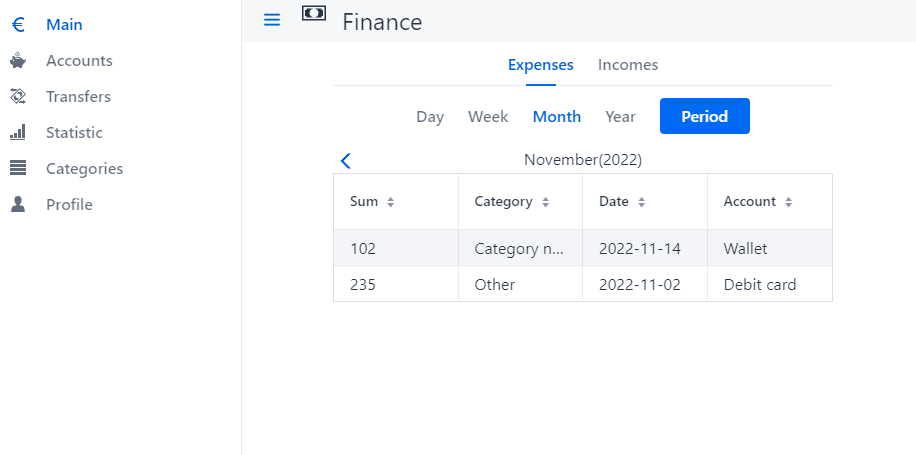 Main
Accounts
Transfers
Statistic
Categories
Profile
Finance
Expenses Incomes
Day Week Month Year Period
November(2022)
Sum Category Date Account
102 Category n... 2022-11-14 Wallet
235 Other 2022-11-02 Debit card